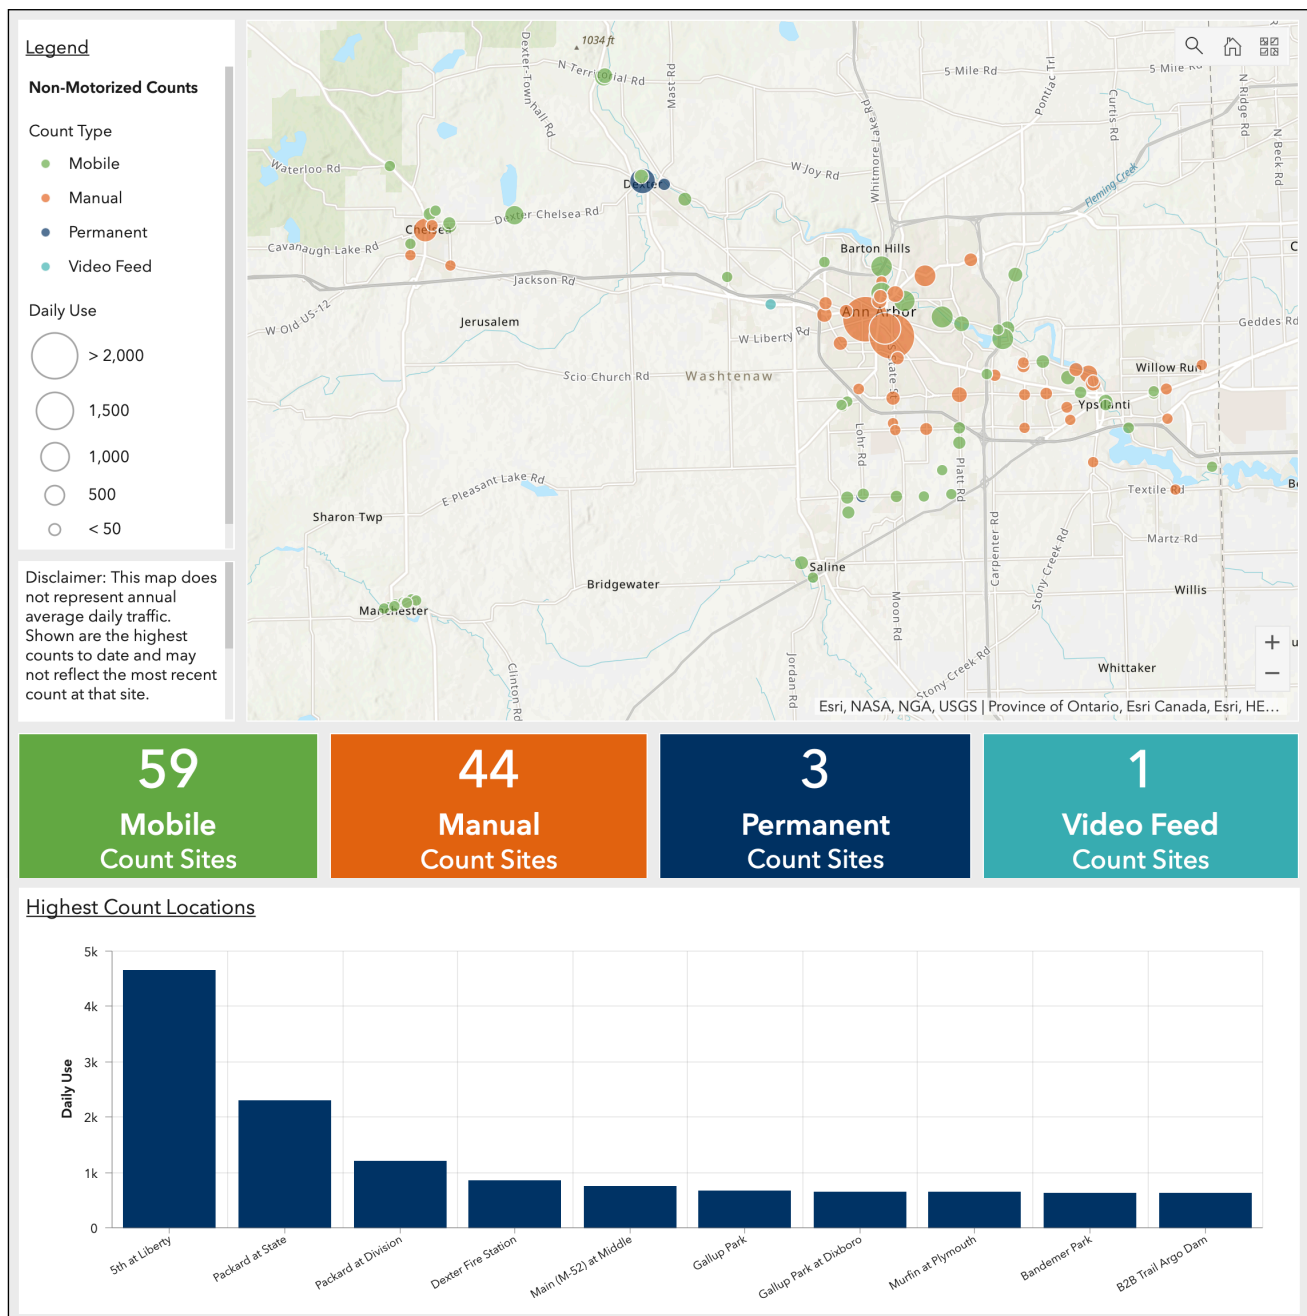 Legend
Non-Motorized Counts
Count Type
Mobile
Manual
Permanent
Video Feed
Daily Use
> 2,000
1,500
1,000
500
< 50
Disclaimer: This map does
not represent annual
average daily traffic.
Shown are the highest
counts to date and may
not reflect the most recent
count at that site.
1034 ft
N Territorial Rd
Dexter-Townhall Rd
Mast Rd
5 Mile Rd
Pontiac Trl
5 Mile Rd
Curtis Rd
N Ridge Rd
N Beck Rd
Whitmore Lake Rd
Waterloo Rd
W Joy Rd
Fleming Creek
Dexter
Dexter Chelsea Rd
Chelsea
Cavanaugh Lake Rd
Barton Hills
Jackson Rd
W Old US-12
Jerusalem
Ann Arbor
Geddes Rd
W Liberty Rd
State St
Scio Church Rd
Washtenaw
Willow Run
Ypsilanti
Lohr Rd
Platt Rd
E Pleasant Lake Rd
Textile Rd
Sharon Twp
Carpenter Rd
Stony Creek Rd
Martz Rd
Saline
Bridgewater
Willis
Manchester
Moon Rd
Jordan Rd
Clinton Rd
Stony Creek Rd
Whittaker
+
−
Esri, NASA, NGA, USGS | Province of Ontario, Esri Canada, Esri, HE…
59
Mobile
Count Sites
44
Manual
Count Sites
3
Permanent
Count Sites
1
Video Feed
Count Sites
Highest Count Locations
Daily Use
5k
4k
3k
2k
1k
0
5th at Liberty
Packard at State
Packard at Division
Dexter Fire Station
Main (M-52) at Middle
Gallup Park
Gallup Park at Dixboro
Murfin at Plymouth
Bandemer Park
B2B Trail Argo Dam